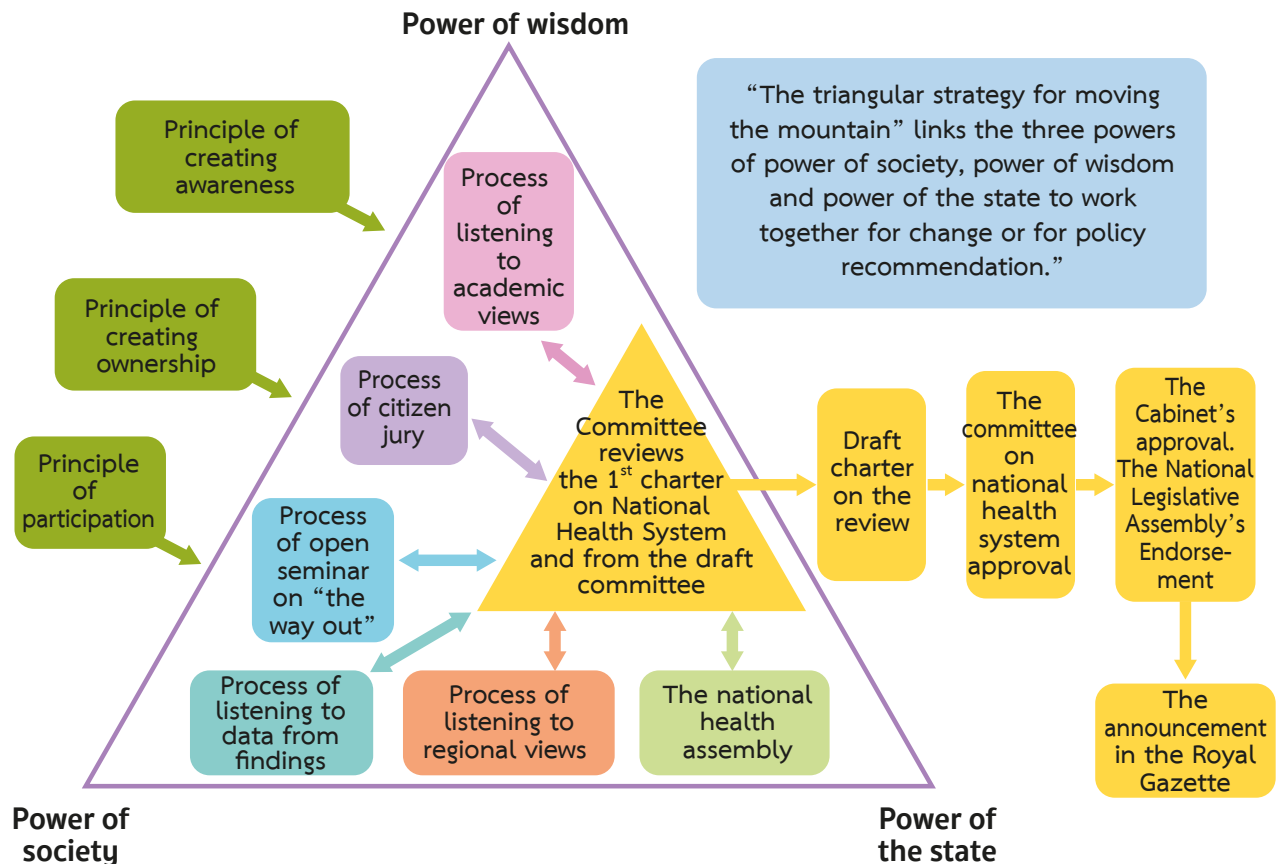 Power of wisdom
Principle of
creating
awareness
Principle of
creating
ownership
Principle
of
participation
"The triangular strategy for moving
the mountain" links the three powers
of power of society, power of wisdom
and power of the state to work
together for change or for policy
recommendation."
Process
of
listening
to
academic
views
Process
of citizen
jury
Process
of open
seminar
on "the
way out"
Process of
listening to
data from
findings
Process of
listening to
regional views
The national
health
assembly
The
Committee
reviews
the 1st charter
on National
Health System
and from the draft
committee
Draft
charter
on the
review
The
committee
on
national
health
system
approval
The
Cabinet's
approval.
The National
Legislative
Assembly's
Endorse-
ment
The
announcement
in the Royal
Gazette
Power of
society
Power of
the state